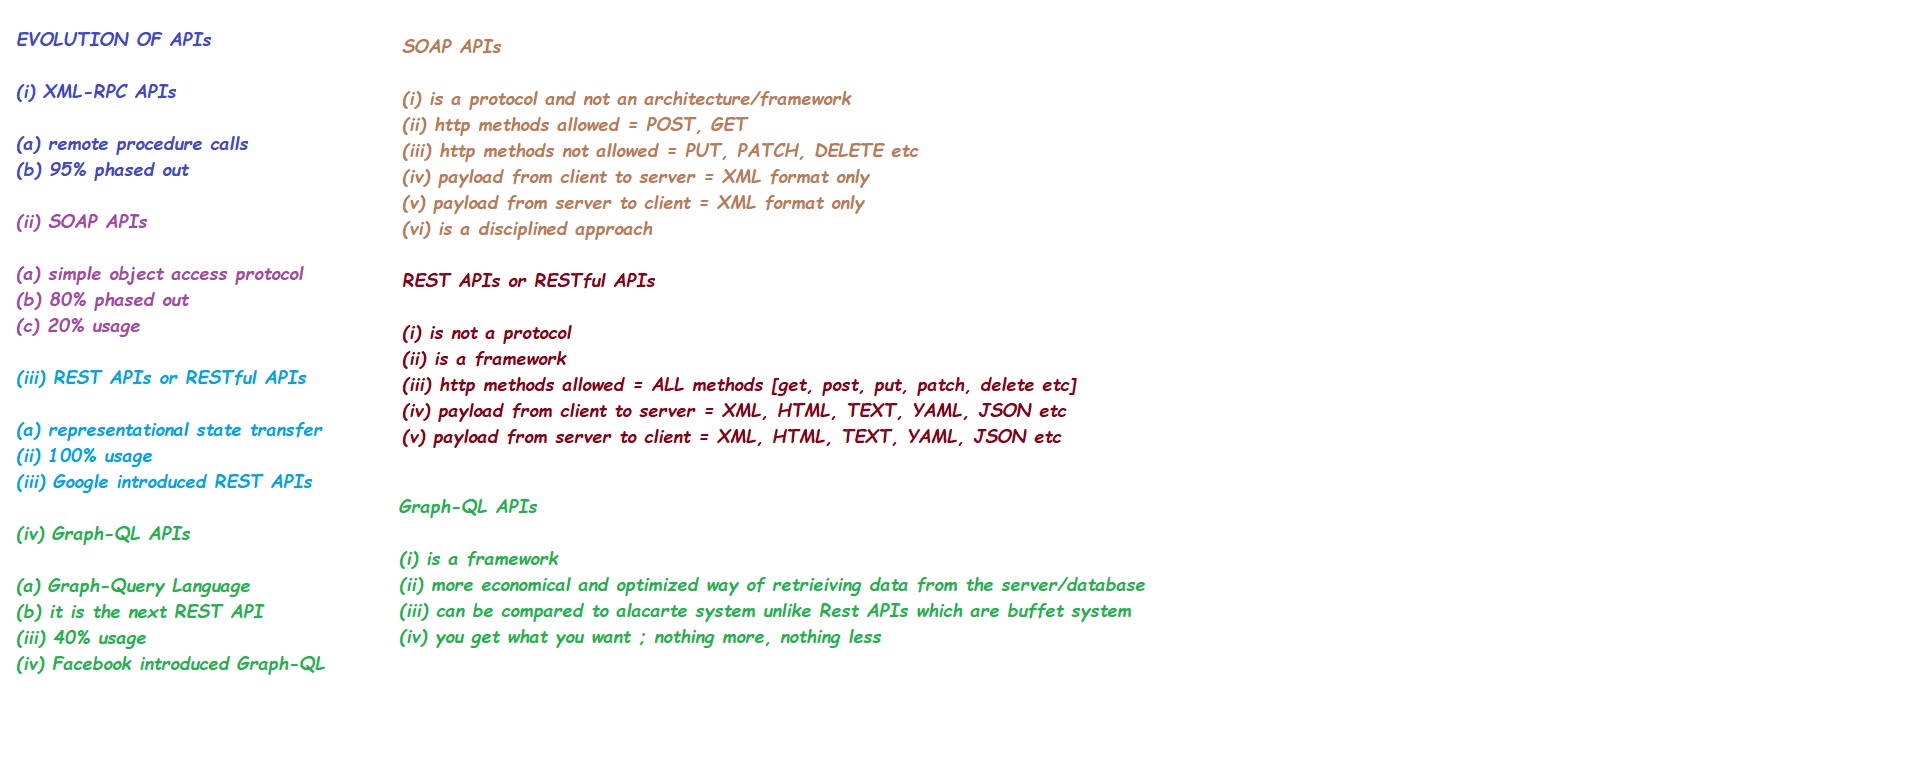 EVOLUTION OF APIs
(i) XML-RPC APIs
(a) remote procedure calls
(b) 95% phased out
(ii) SOAP APIs
(a) simple object access protocol
(b) 80% phased out
(c) 20% usage
(iii) REST APIs or RESTful APIs
(a) representational state transfer
(ii) 100% usage
(iii) Google introduced REST APIs
(iv) Graph-QL APIs
(a) Graph-Query Language
(b) it is the next REST API
(iii) 40% usage
(iv) Facebook introduced Graph-QL
SOAP APIs
(i) is a protocol and not an architecture/framework
(ii) http methods allowed = POST, GET
(iii) http methods not allowed = PUT, PATCH, DELETE etc
(iv) payload from client to server = XML format only
(v) payload from server to client = XML format only
(vi) is a disciplined approach
REST APIs or RESTful APIs
(i) is not a protocol
(ii) is a framework
(iii) http methods allowed = ALL methods [get, post, put, patch, delete etc]
(iv) payload from client to server = XML, HTML, TEXT, YAML, JSON etc
(v) payload from server to client = XML, HTML, TEXT, YAML, JSON etc
Graph-QL APIs
(i) is a framework
(ii) more economical and optimized way of retrieiving data from the server/database
(iii) can be compared to alacarte system unlike Rest APIs which are buffet system
(iv) you get what you want ; nothing more, nothing less